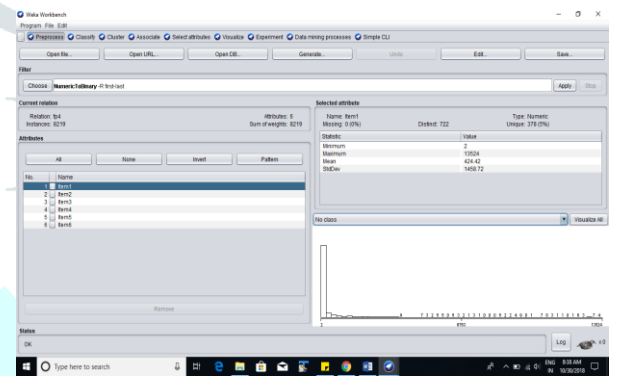 Weka Workbench
Program File Edit
Preprocess Classify Cluster Associate Select attributes Visualize Experiment Data mining processes Simple CLI
Open file... Open URL... Open DB... Generate... Undo Edit... Save...
Filter
Choose NumericToBinary -R first-last Apply Stop
Current relation
Relation: tp4 Attributes: 6
Instances: 8219 Sum of weights: 8219
Attributes
All None Invert Pattern
No. Name
1 Item1
2 Item2
3 Item3
4 Item4
5 Item5
6 Item6
Remove
Selected attribute
Name: Item1 Type: Numeric
Missing: 0 (0%) Distinct: 722 Unique: 378 (5%)
Statistic Value
Minimum 2
Maximum 13524
Mean 424.42
StdDev 1458.72
No class Visualize All
2 6763 13524
Status
OK Log x 0
Type here to search
ENG 8:38 AM
IN 10/30/2018